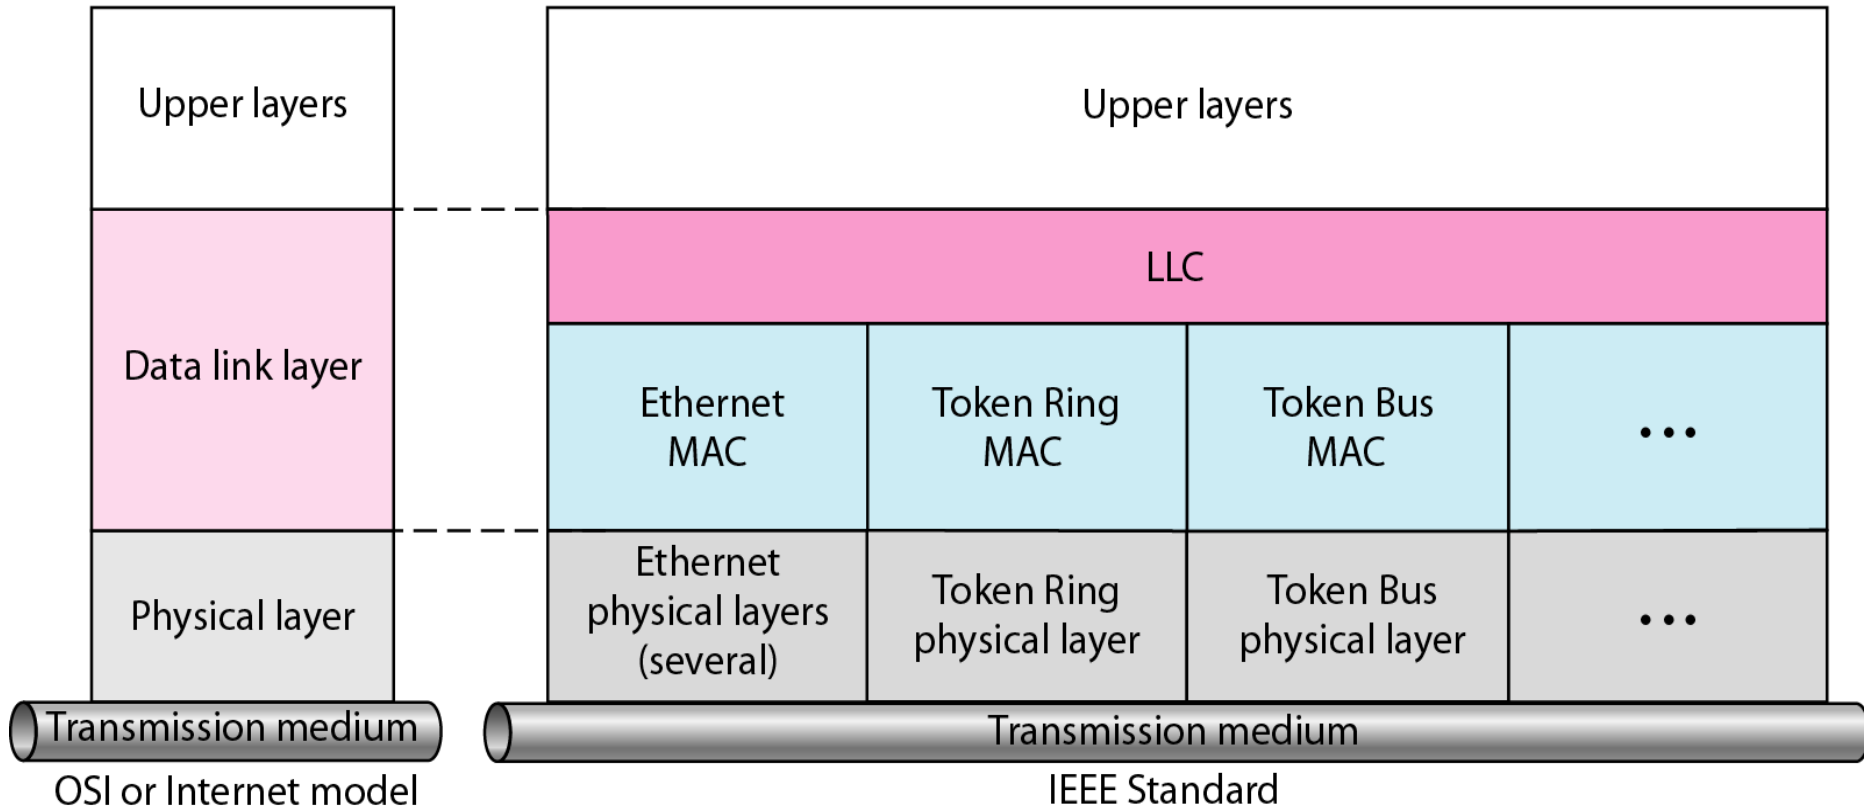 Upper layers
Data link layer
Physical layer
Transmission medium
OSI or Internet model
Upper layers
LLC
Ethernet
MAC
Token Ring
MAC
Token Bus
MAC
...
Ethernet
physical layers
(several)
Token Ring
physical layer
Token Bus
physical layer
...
Transmission medium
IEEE Standard